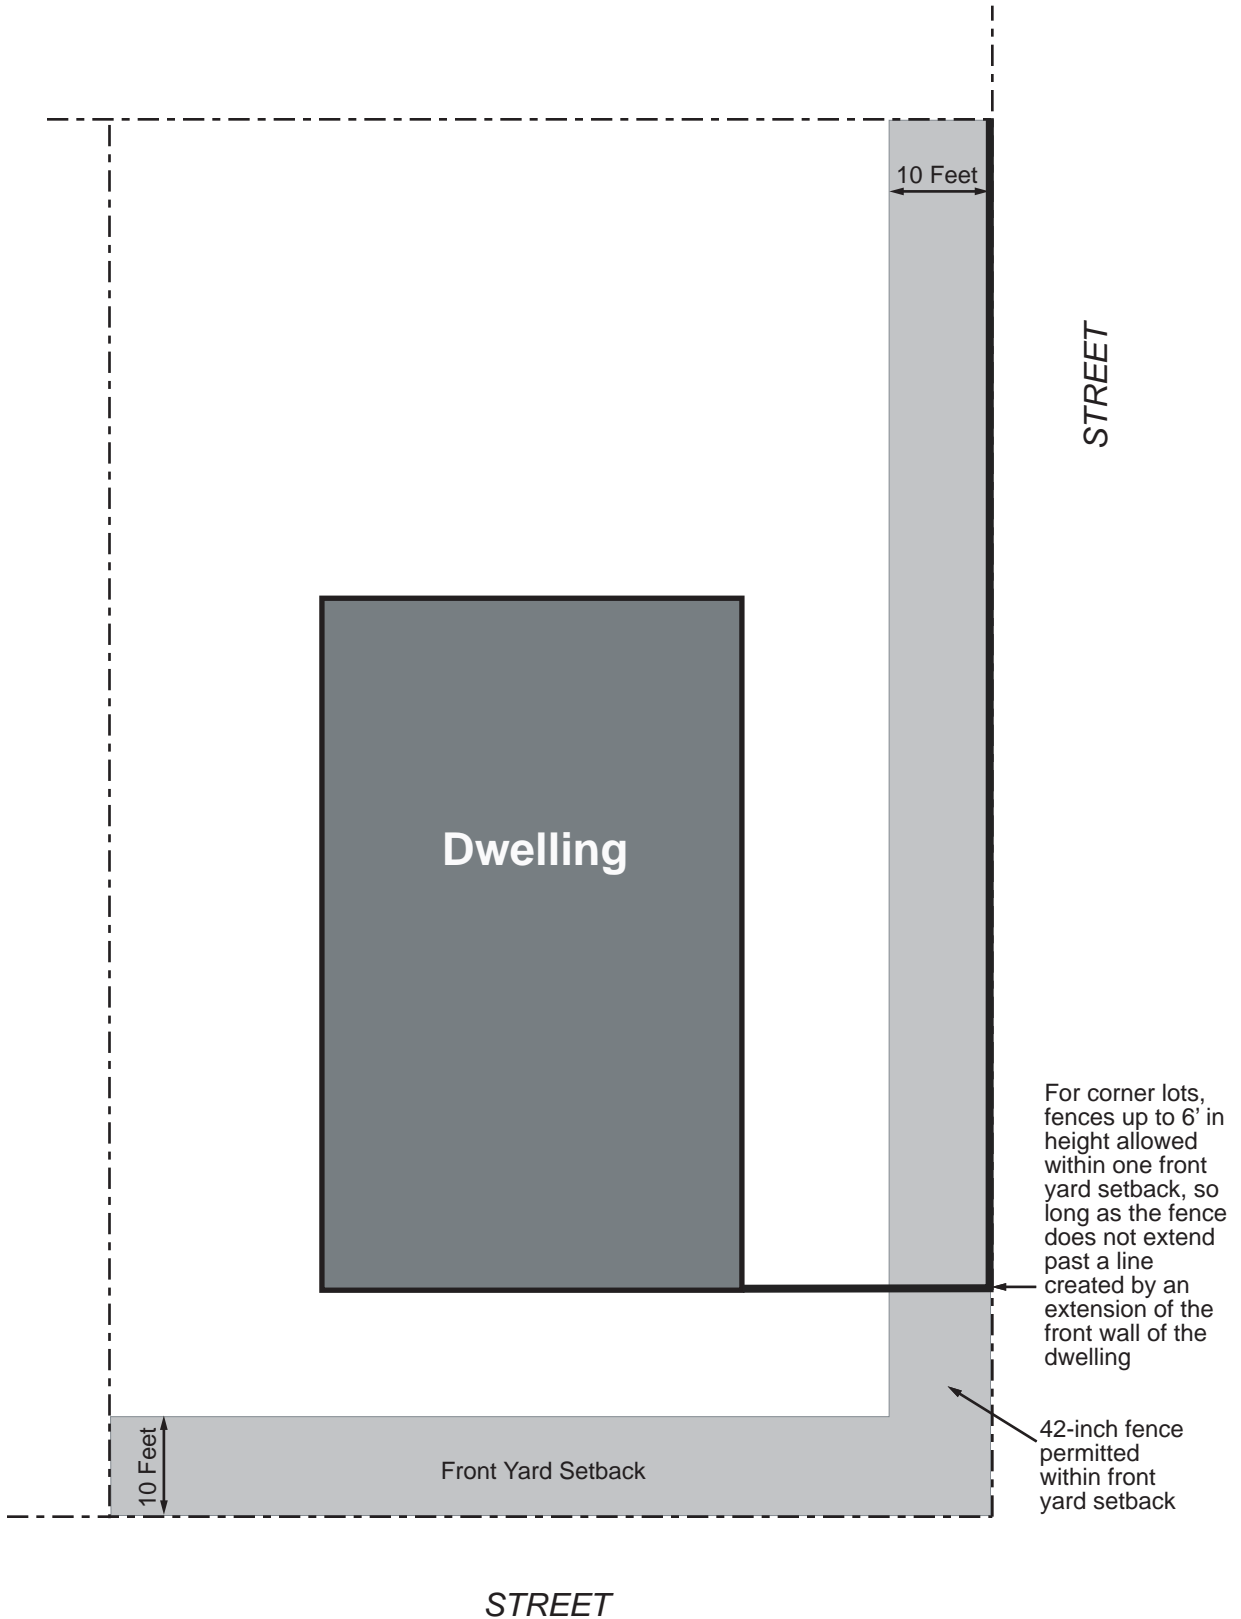 10 Feet
STREET
Dwelling
For corner lots,
fences up to 6’ in
height allowed
within one front
yard setback, so
long as the fence
does not extend
past a line
created by an
extension of the
front wall of the
dwelling
42-inch fence
permitted
within front
yard setback
10 Feet
Front Yard Setback
STREET